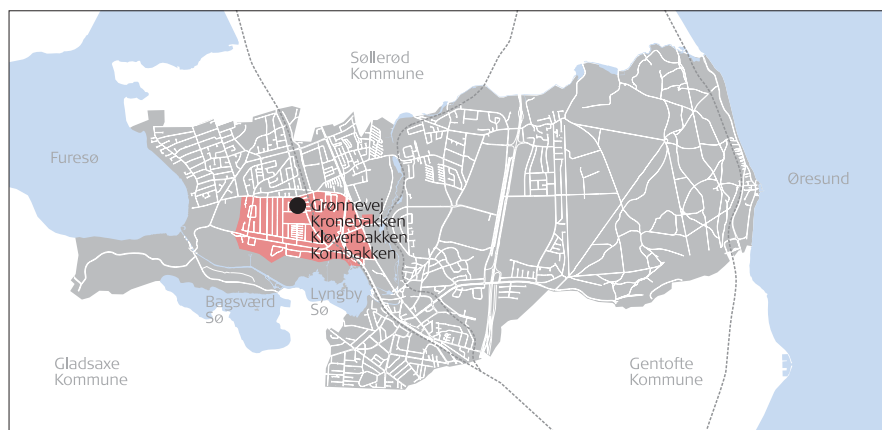 Søllerød
Kommune
Furesø
Øresund
Grønnevej
Kronebakken
Kløverbakken
Kornbakken
Bagsværd
Sø
Lyngby
Sø
Gladsaxe
Kommune
Gentofte
Kommune